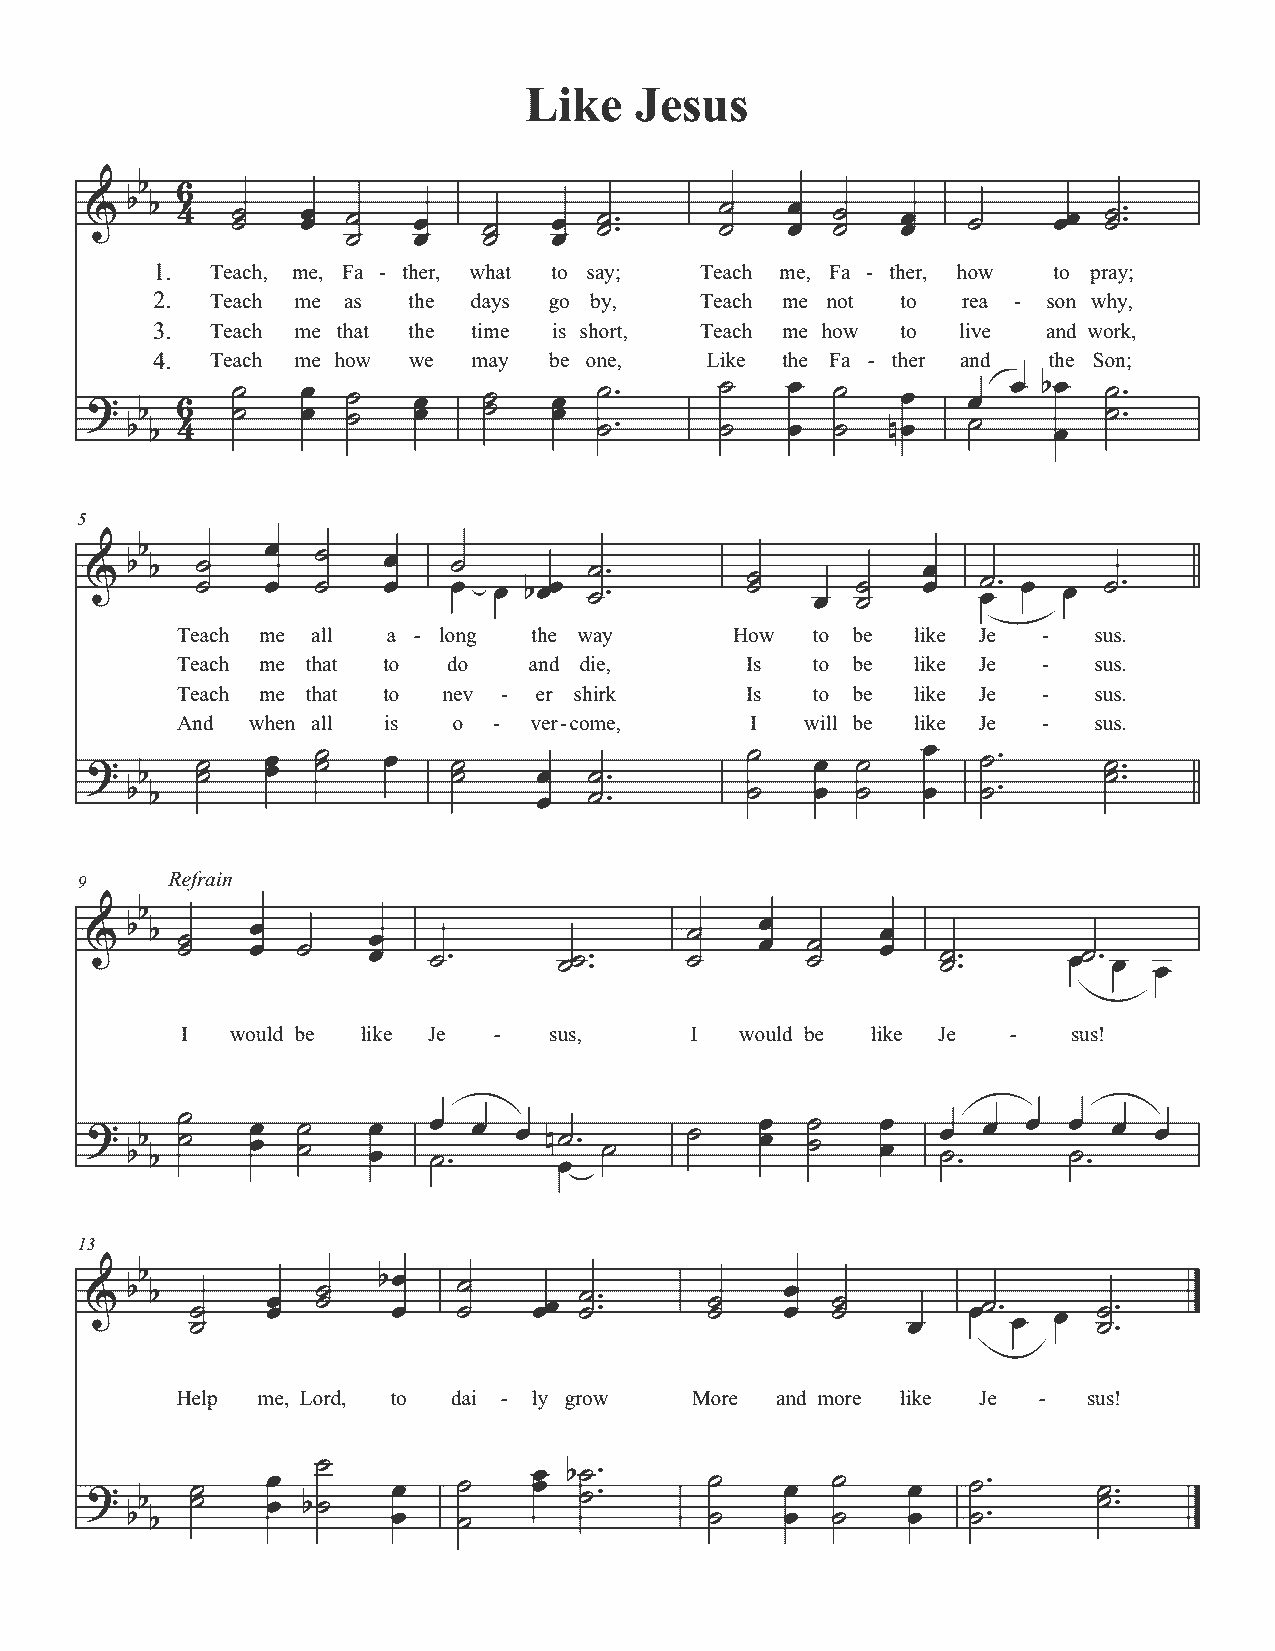 Like Jesus
6
4
1. Teach, me, Fa - ther, what to say; Teach me, Fa - ther, how to pray;
2. Teach me as the days go by, Teach me not to rea - son why,
3. Teach me that the time is short, Teach me how to live and work,
4. Teach me how we may be one, Like the Fa - ther and the Son;
6
4
5
Teach me all a - long the way How to be like Je - sus.
Teach me that to do and die, Is to be like Je - sus.
Teach me that to nev - er shirk Is to be like Je - sus.
And when all is o - ver-come, I will be like Je - sus.
9 Refrain
I would be like Je - sus, I would be like Je - sus!
13
Help me, Lord, to dai - ly grow More and more like Je - sus!